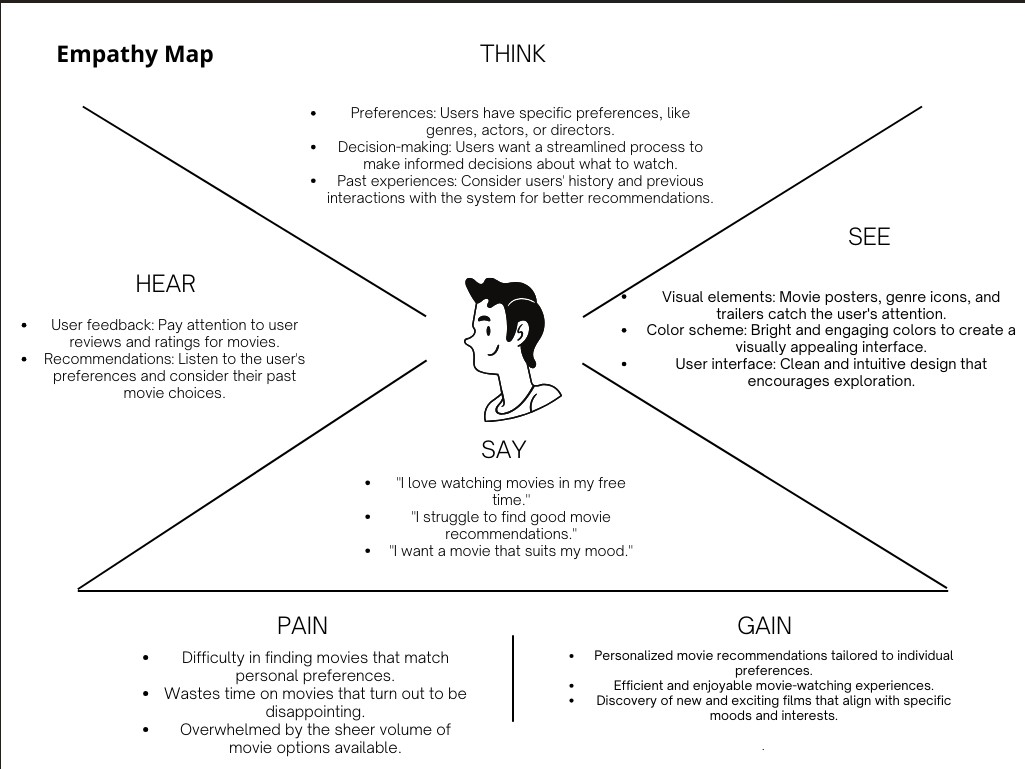 Empathy Map
THINK
• Preferences: Users have specific preferences, like
genres, actors, or directors.
• Decision-making: Users want a streamlined process to
make informed decisions about what to watch.
• Past experiences: Consider users' history and previous
interactions with the system for better recommendations.
HEAR
• User feedback: Pay attention to user
reviews and ratings for movies.
• Recommendations: Listen to the user's
preferences and consider their past
movie choices.
SEE
• Visual elements: Movie posters, genre icons, and
trailers catch the user's attention.
• Color scheme: Bright and engaging colors to create a
visually appealing interface.
• User interface: Clean and intuitive design that
encourages exploration.
SAY
• "I love watching movies in my free
time."
• "I struggle to find good movie
recommendations."
• "I want a movie that suits my mood."
PAIN
• Difficulty in finding movies that match
personal preferences.
• Wastes time on movies that turn out to be
disappointing.
• Overwhelmed by the sheer volume of
movie options available.
GAIN
• Personalized movie recommendations tailored to individual
preferences.
• Efficient and enjoyable movie-watching experiences.
• Discovery of new and exciting films that align with specific
moods and interests.
.